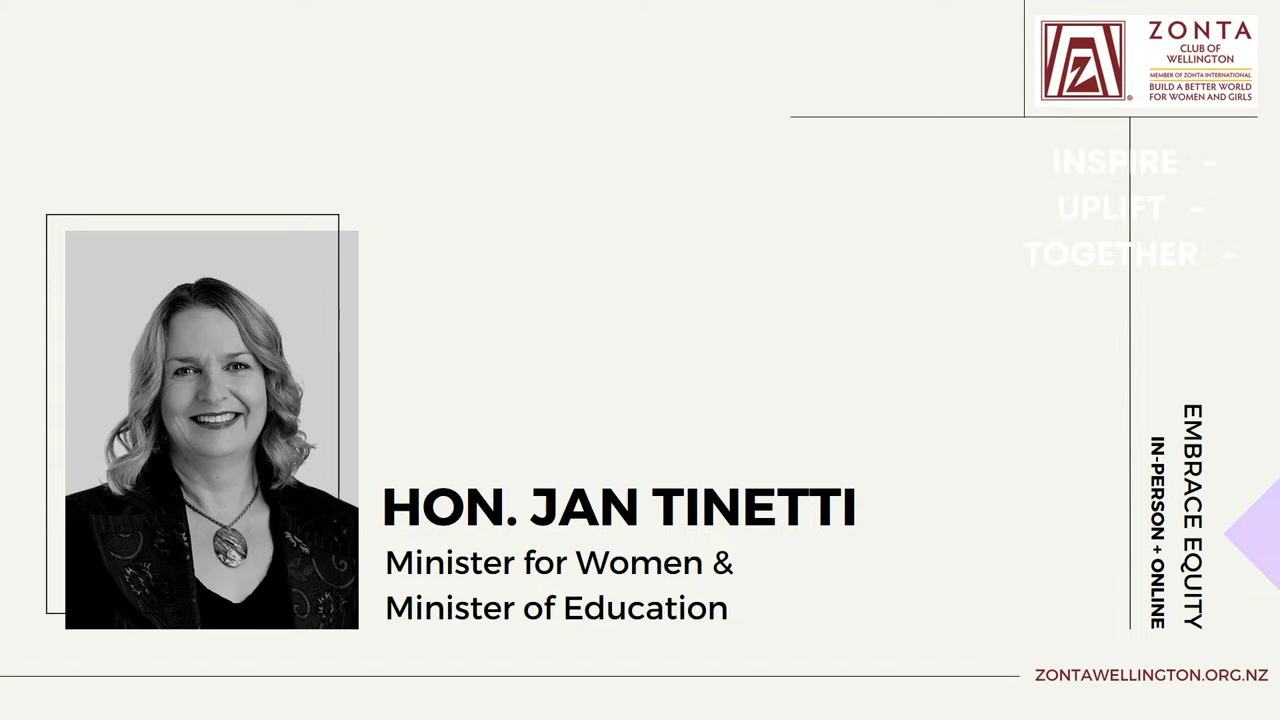 ZONTA
CLUB OF
WELLINGTON
MEMBER OF ZONTA INTERNATIONAL
BUILD A BETTER WORLD
FOR WOMEN AND GIRLS
INSPIRE -
UPLIFT -
TOGETHER -
HON. JAN TINETTI
Minister for Women &
Minister of Education
EMBRACE EQUITY
IN-PERSON + ONLINE
ZONTAWELLINGTON.ORG.NZ